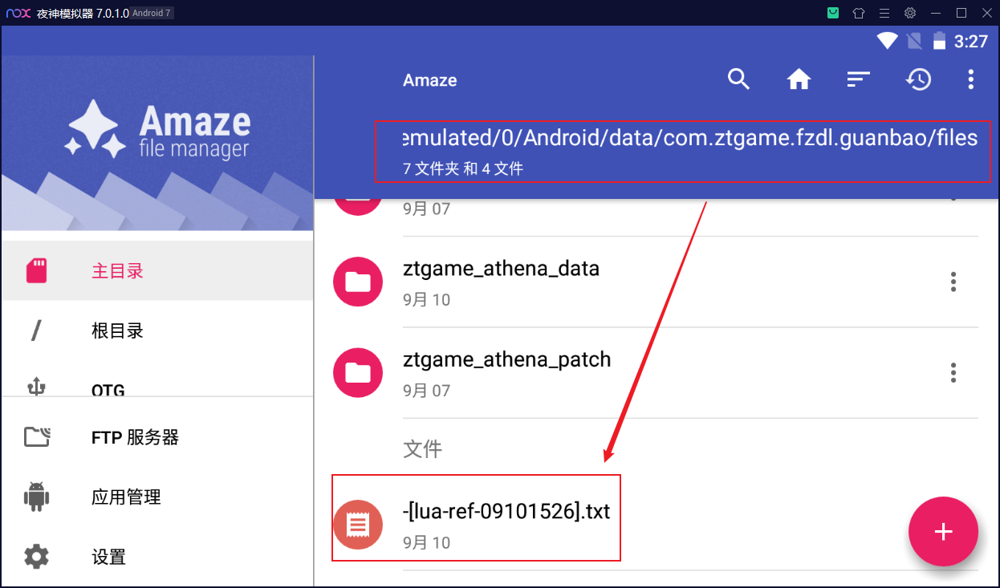 nox 夜神模拟器 7.0.1.0 Android 7
3:27
Amaze
file manager
主目录
根目录
OTG
FTP 服务器
应用管理
设置
Amaze
emulated/0/Android/data/com.ztgame.fzdl.guanbao/files
7 文件夹 和 4 文件
9月 07
ztgame_athena_data
9月 10
ztgame_athena_patch
9月 07
文件
-[lua-ref-09101526].txt
9月 10